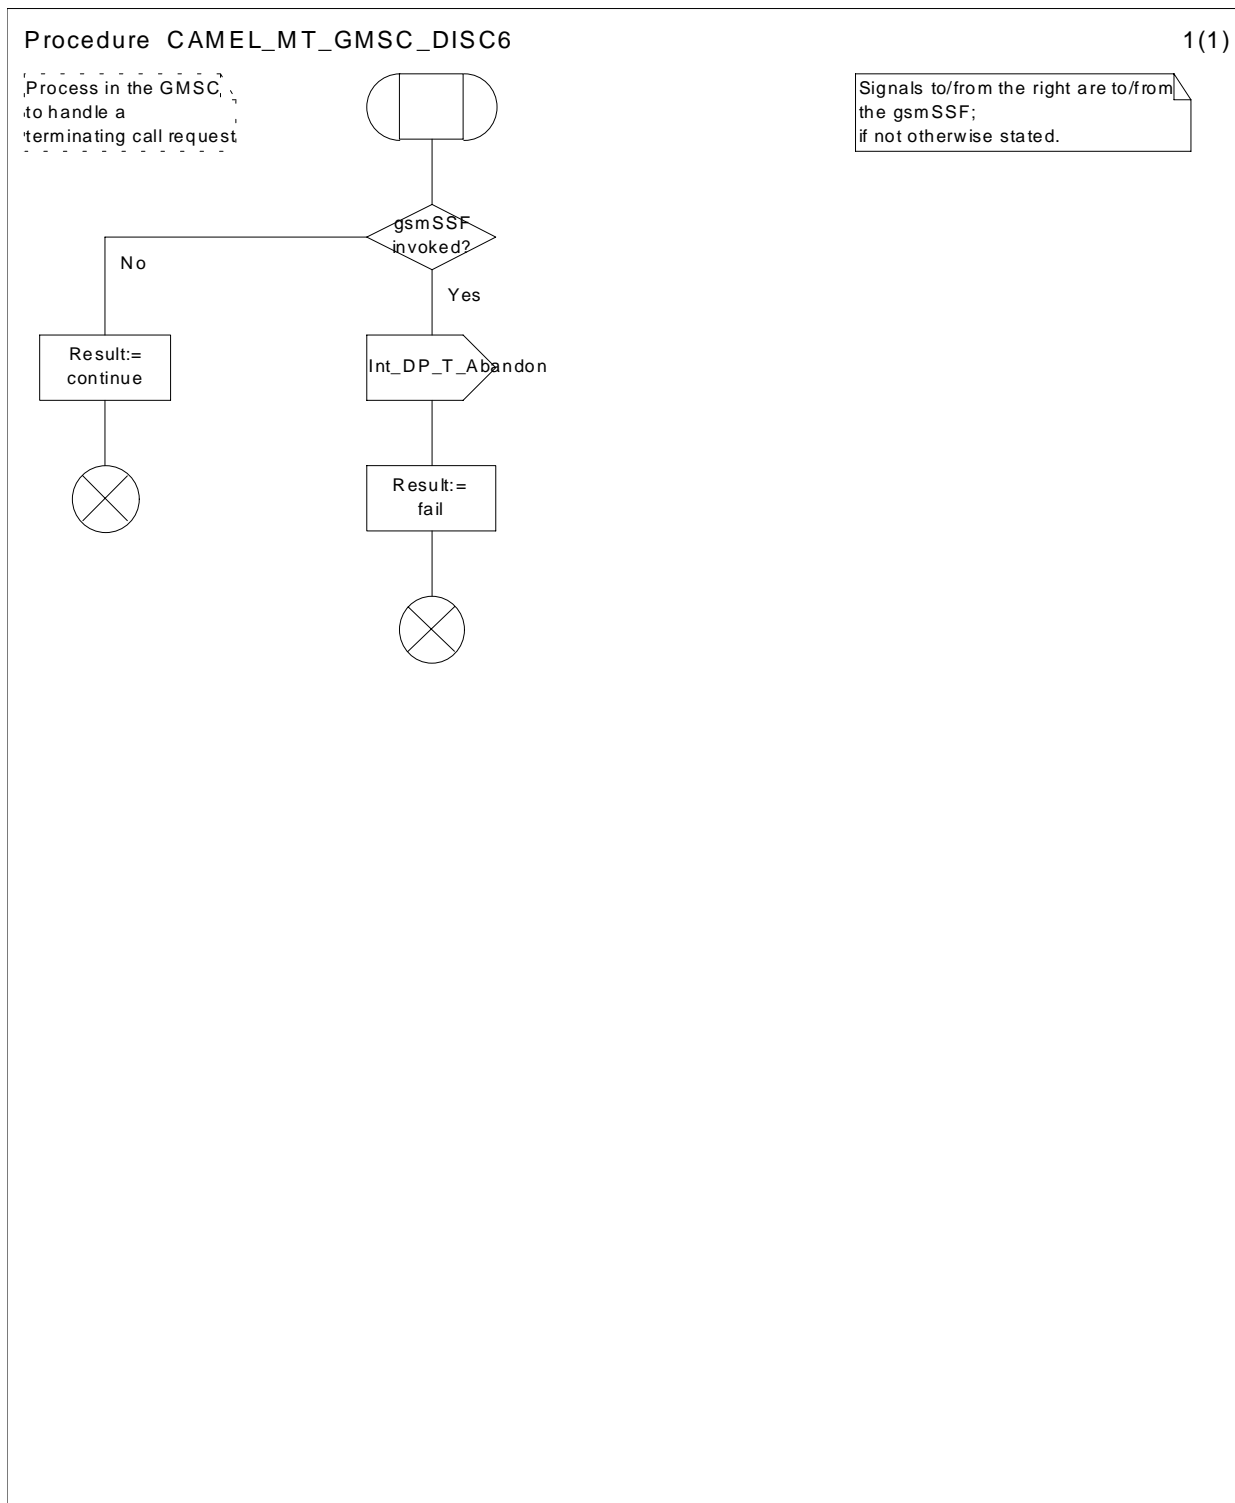 Procedure CAMEL_MT_GMSC_DISC6
1(1)
Process in the GMSC
to handle a
terminating call request
Signals to/from the right are to/from
the gsmSSF;
if not otherwise stated.
gsmSSF
invoked?
No
Yes
Result:=
continue
Int_DP_T_Abandon
Result:=
fail